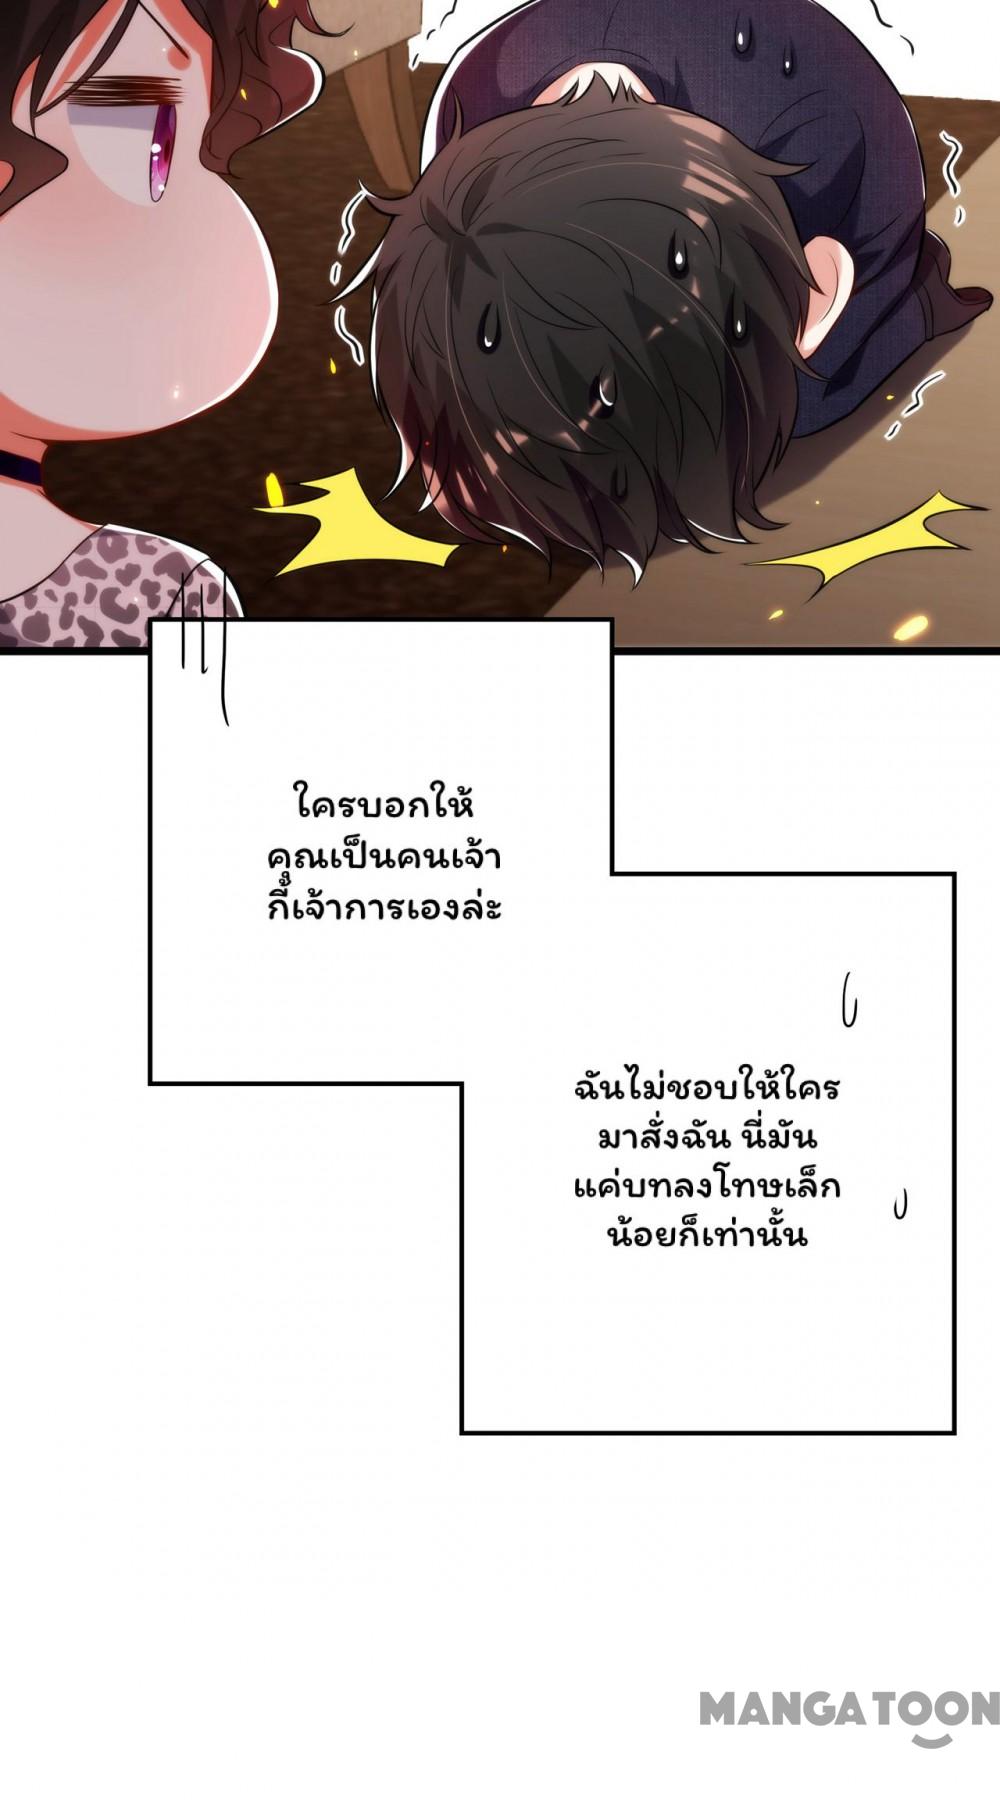 ใครบอกให้
คุณเป็นคนเจ้า
กี้เจ้าการเองล่ะ
ฉันไม่ชอบให้ใคร
มาสั่งฉัน นี่มัน
แค่บทลงโทษเล็ก
น้อยก็เท่านั้น
MANGATOON